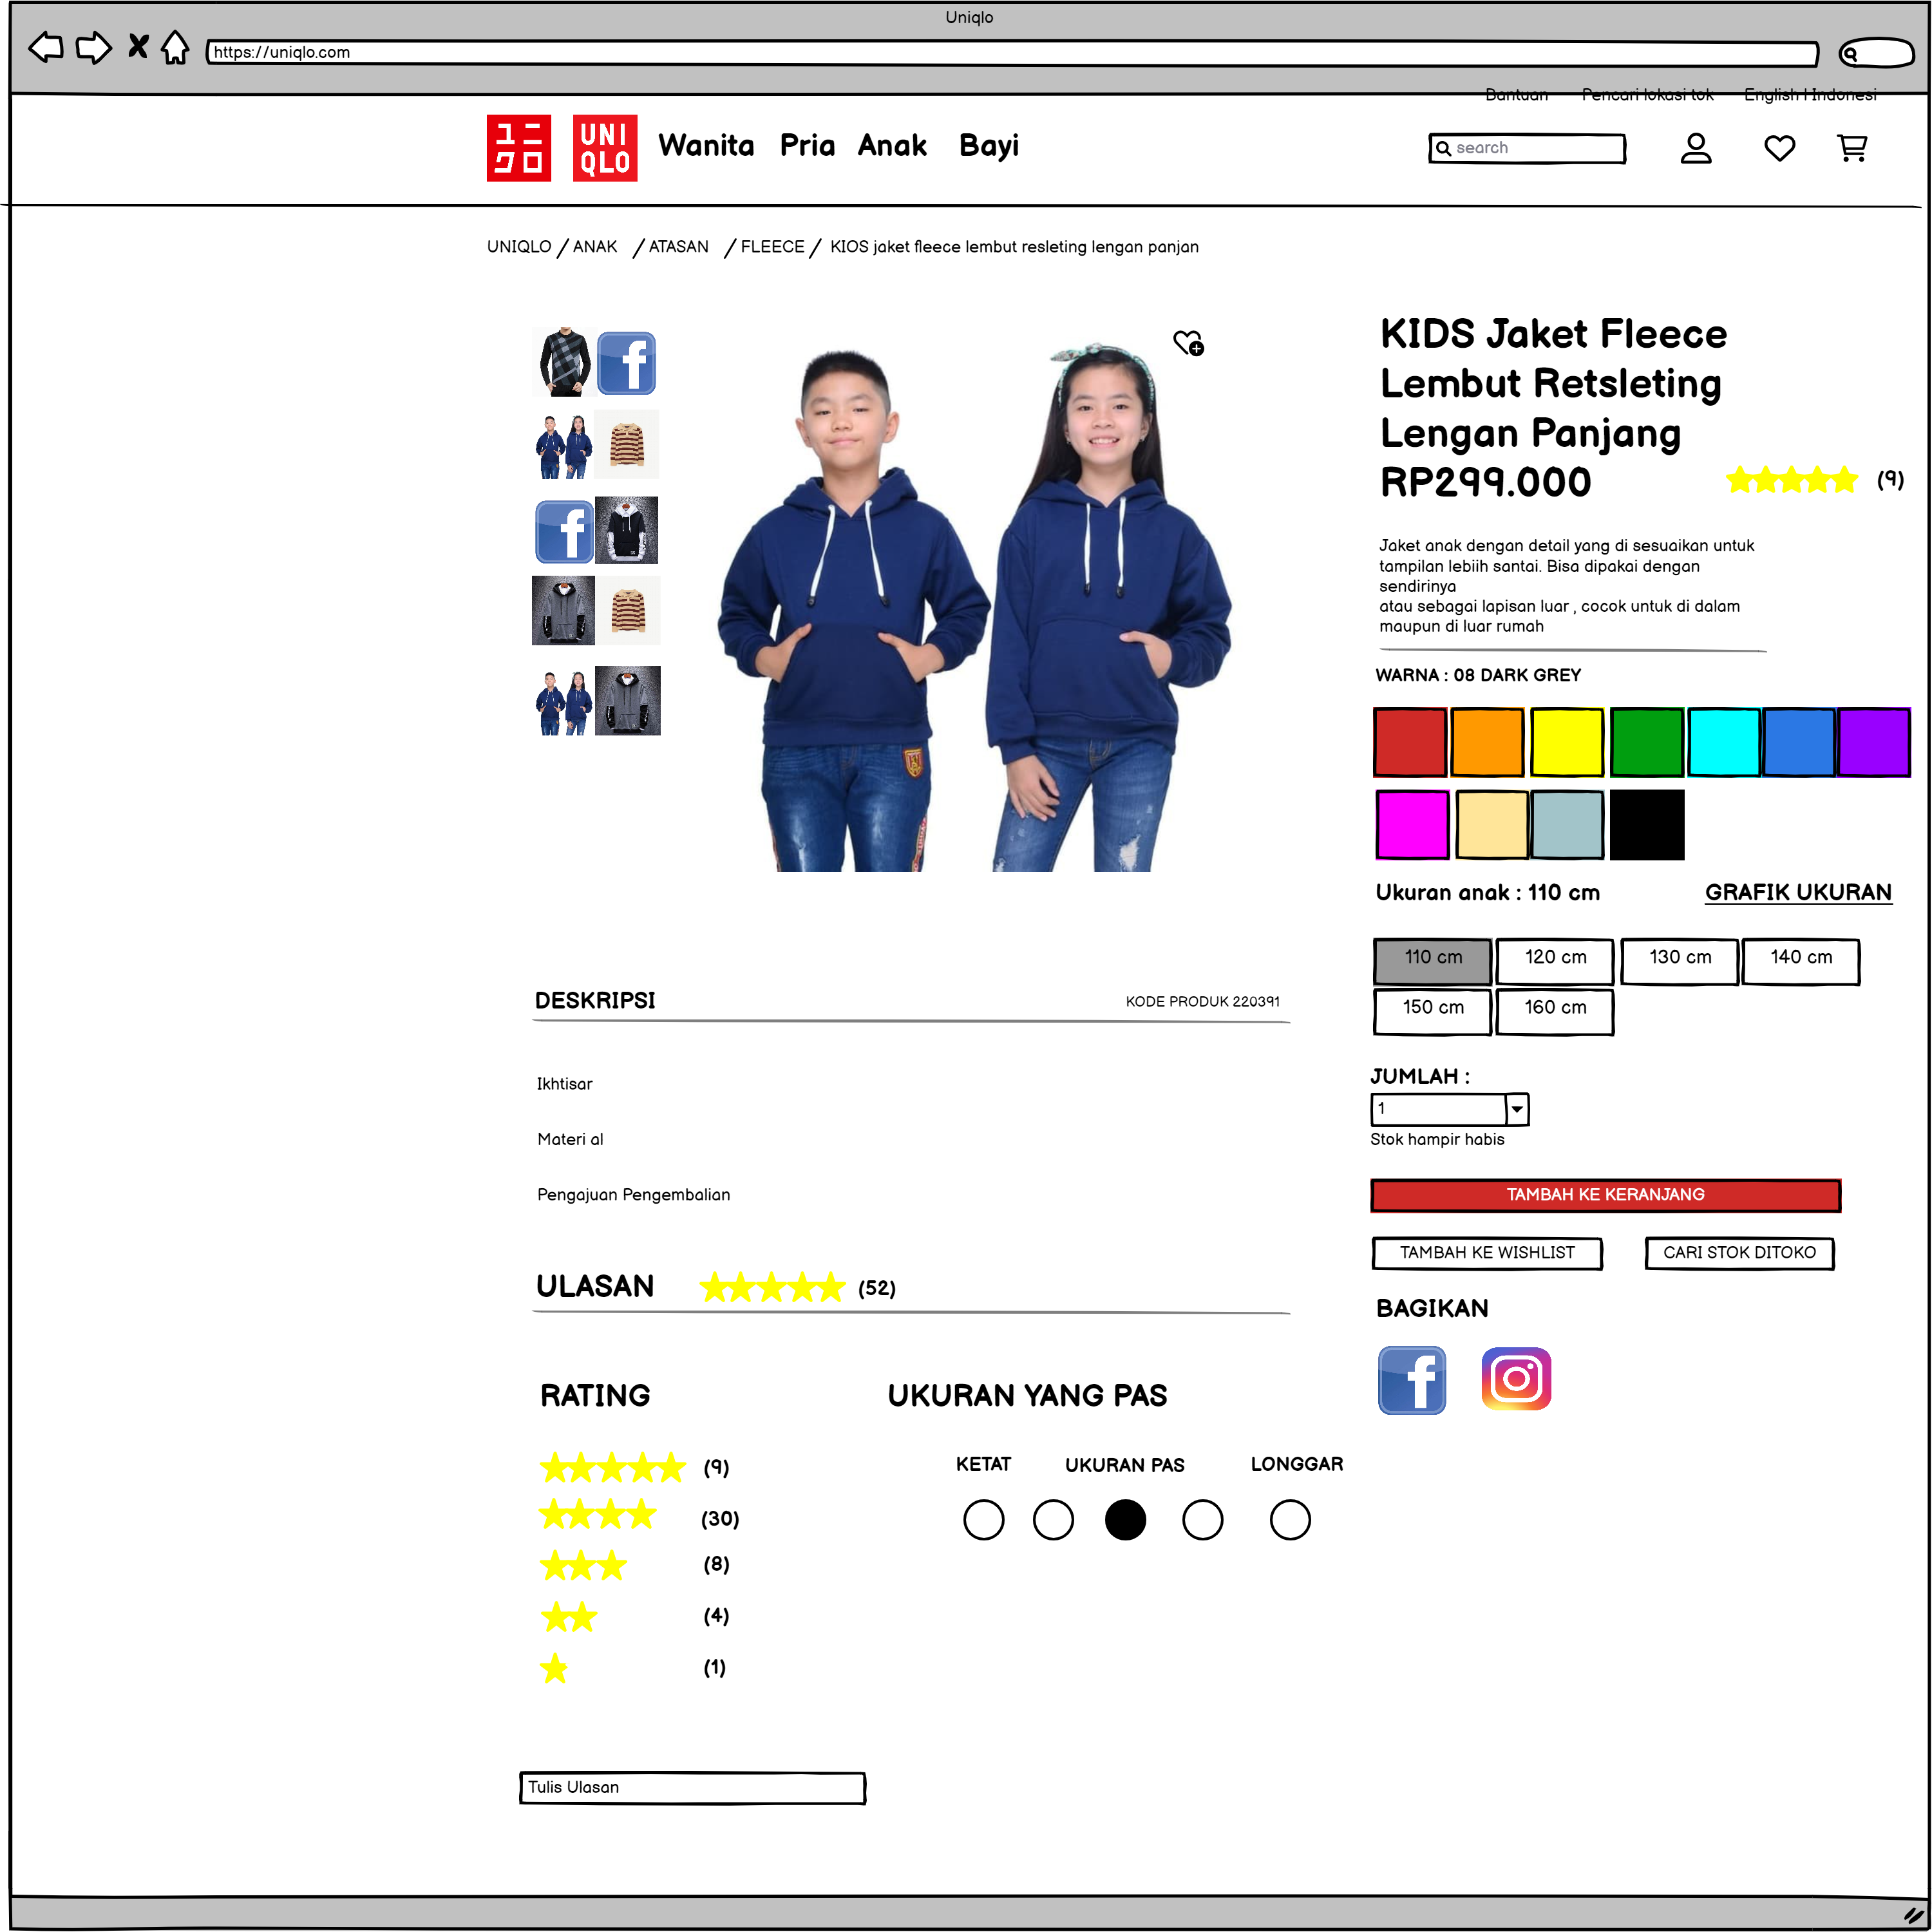 Uniqlo
https://uniqlo.com
Bantuan Pencari lokasi tok English | Indonesi
ユニクロ UNIQLO Wanita Pria Anak Bayi search
UNIQLO / ANAK / ATASAN / FLEECE / KIOS jaket fleece lembut resleting lengan panjan
KIDS Jaket Fleece
Lembut Retsleting
Lengan Panjang
RP299.000 (9)
Jaket anak dengan detail yang di sesuaikan untuk
tampilan lebiih santai. Bisa dipakai dengan
sendirinya
atau sebagai lapisan luar , cocok untuk di dalam
maupun di luar rumah
WARNA : 08 DARK GREY
Ukuran anak : 110 cm GRAFIK UKURAN
110 cm 120 cm 130 cm 140 cm
150 cm 160 cm
JUMLAH :
1
Stok hampir habis
TAMBAH KE KERANJANG
TAMBAH KE WISHLIST CARI STOK DITOKO
BAGIKAN
DESKRIPSI KODE PRODUK 220391
Ikhtisar
Materi al
Pengajuan Pengembalian
ULASAN (52)
RATING UKURAN YANG PAS
KETAT UKURAN PAS LONGGAR
(9)
(30)
(8)
(4)
(1)
Tulis Ulasan